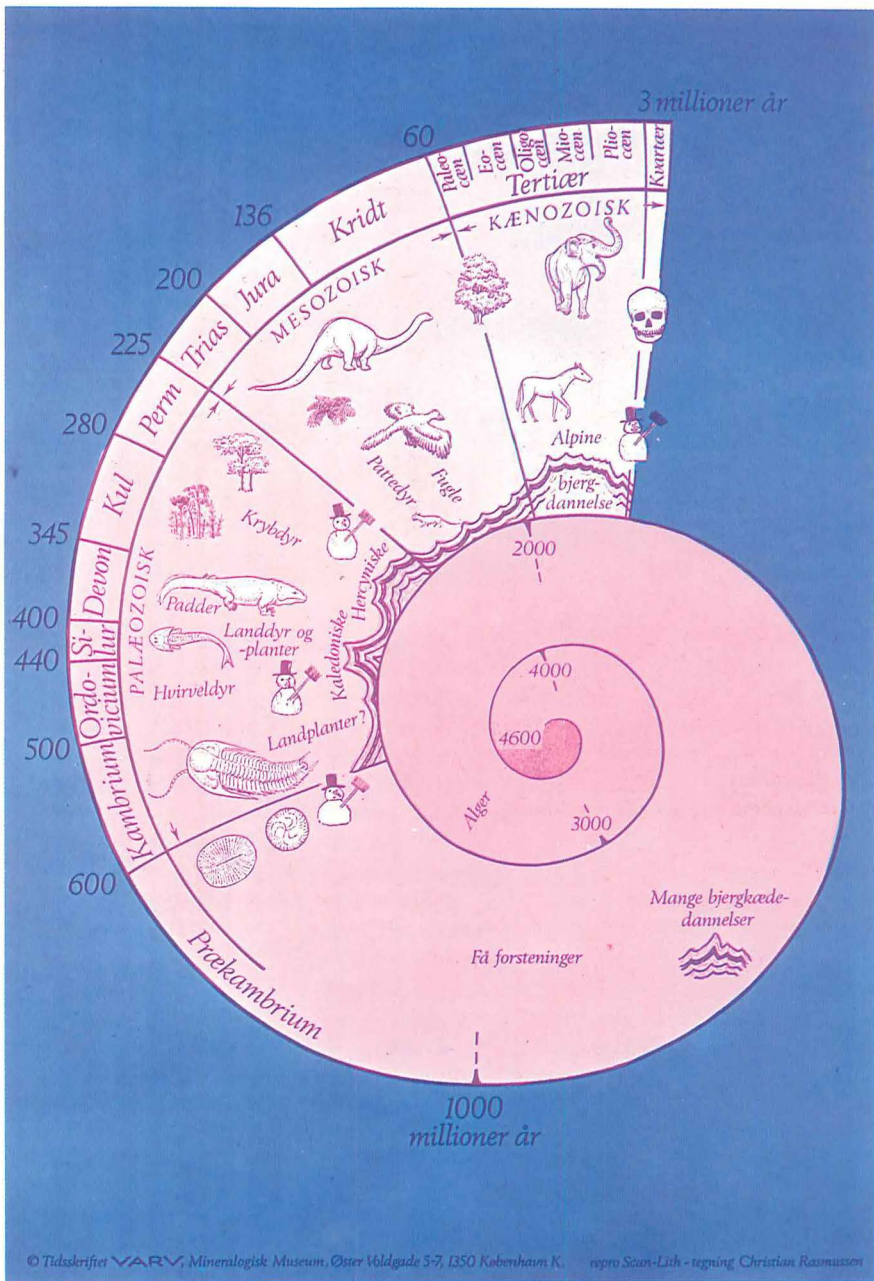 3 millioner år
60
136
200
225
280
345
400
440
500
600
Paleo-
cæn
Eo-
cæn
Oligo-
cæn
Mio-
cæn
Plio-
cæn
Kvartær
Tertiær
Kridt
Jura
Trias
Perm
Kul
Devon
Si-
lur
Ordo-
vicium
Kambrium
Prækambrium
KÆNOZOISK
MESOZOISK
PALÆOZOISK
Alpine
bjerg-
dannelse
Fugle
Pattedyr
Krybdyr
Hercyniske
Padder
Landdyr og
-planter
Kaledoniske
Hvirveldyr
Landplanter?
2000
4000
4600
3000
Alger
Mange bjergkæde-
dannelser
Få forsteninger
1000
millioner år
© Tidsskriftet VARV, Mineralogisk Museum, Øster Voldgade 5-7, 1350 København K. repro Scan-Lith - tegning Christian Rasmussen